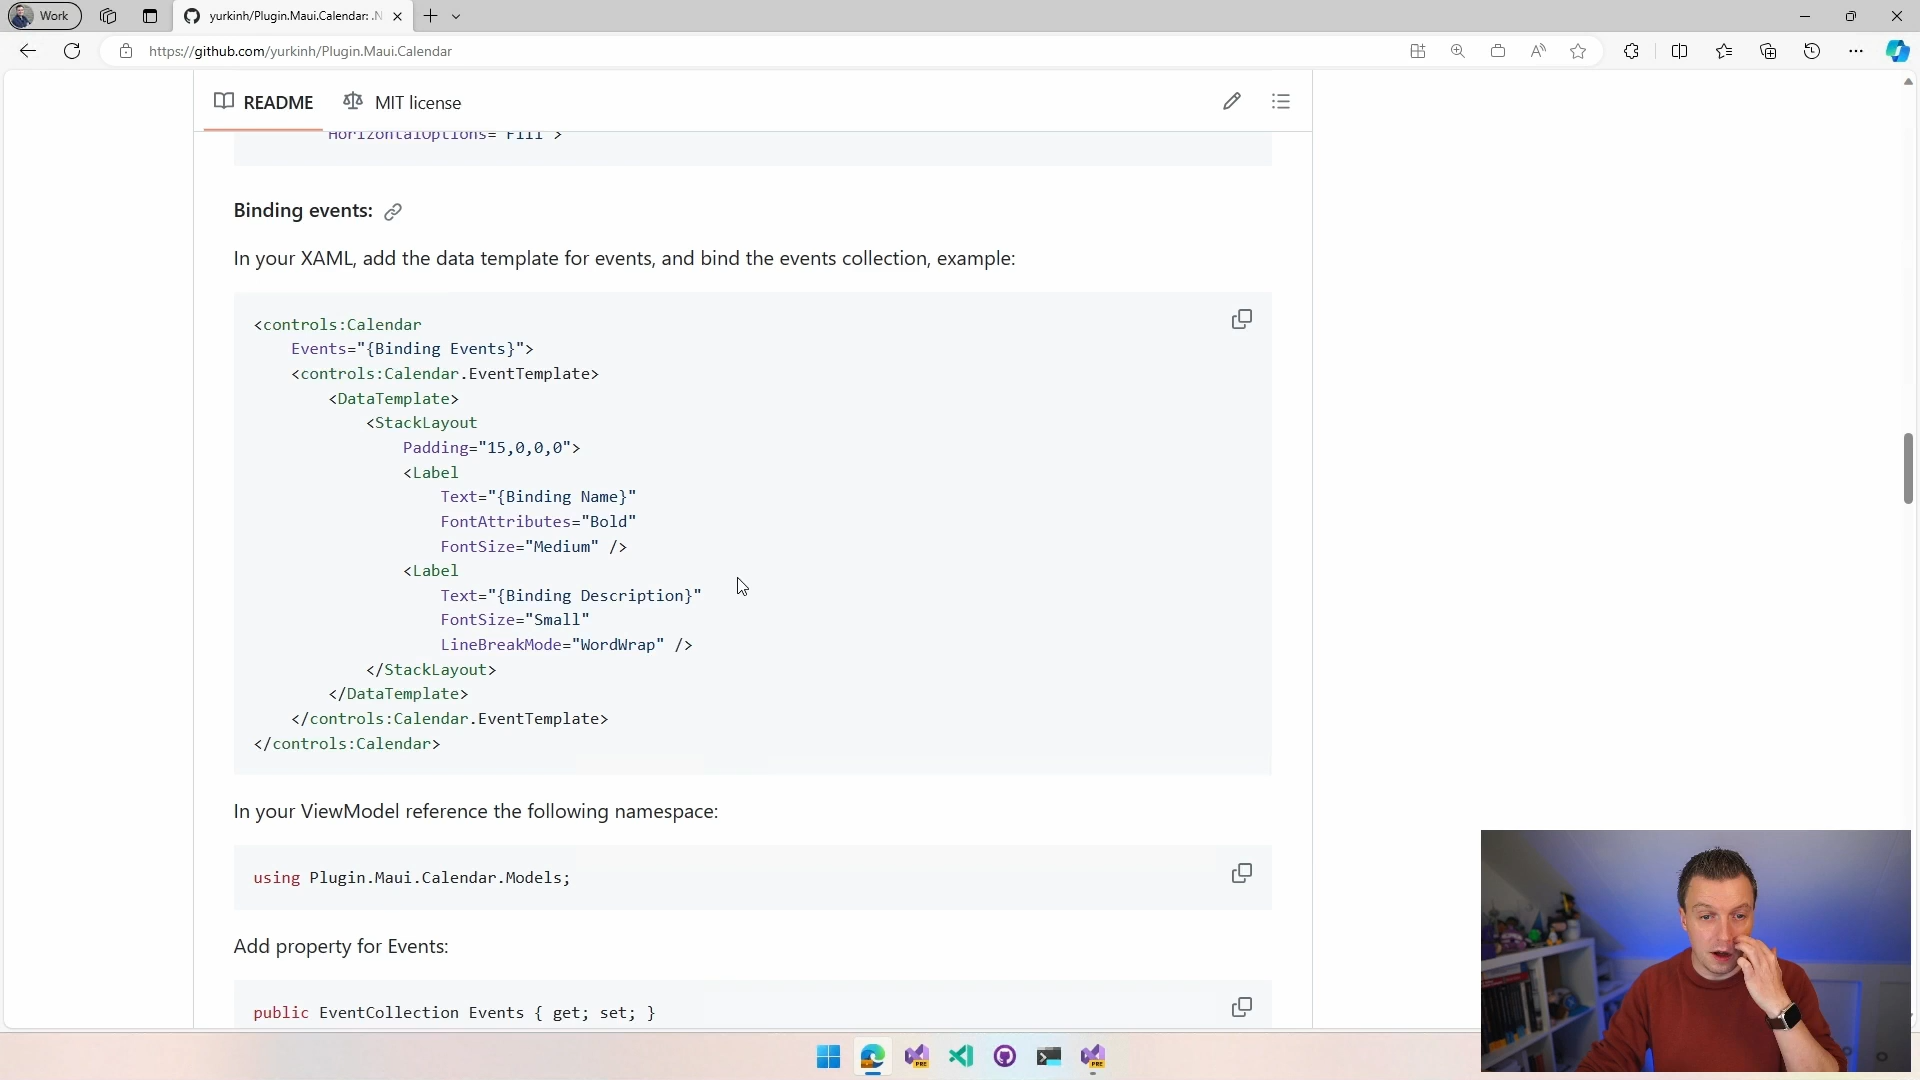 Work
yurkinh/Plugin.Maui.Calendar: .N
https://github.com/yurkinh/Plugin.Maui.Calendar
README
MIT license
HorizontalOptions="Fill">
Binding events:
In your XAML, add the data template for events, and bind the events collection, example:
<controls:Calendar
Events="{Binding Events}">
<controls:Calendar.EventTemplate>
<DataTemplate>
<StackLayout
Padding="15,0,0,0">
<Label
Text="{Binding Name}"
FontAttributes="Bold"
FontSize="Medium" />
<Label
Text="{Binding Description}"
FontSize="Small"
LineBreakMode="WordWrap" />
</StackLayout>
</DataTemplate>
</controls:Calendar.EventTemplate>
</controls:Calendar>
In your ViewModel reference the following namespace:
using Plugin.Maui.Calendar.Models;
Add property for Events:
public EventCollection Events { get; set; }
PRE
PRE